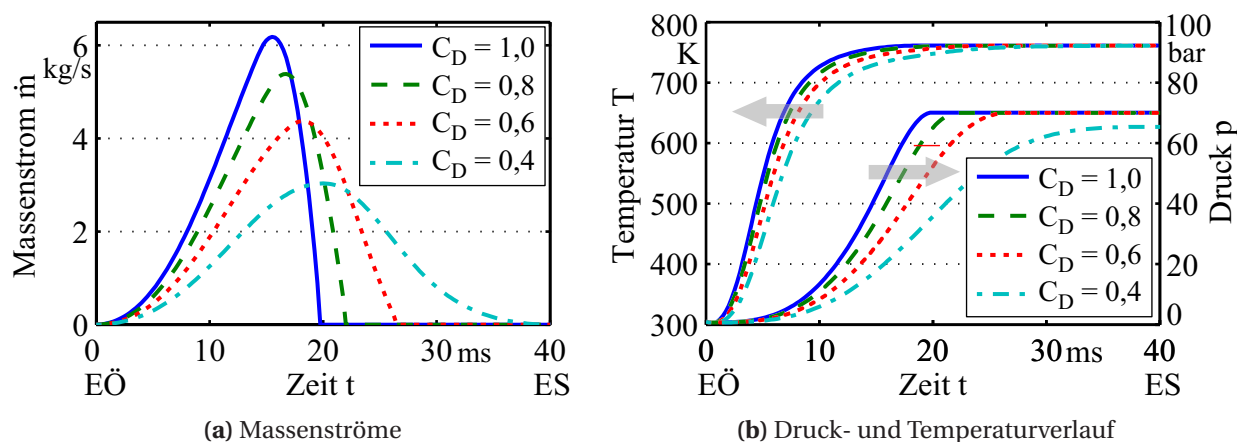 6
kg/s
4
2
0
Massenstrom ṁ
C_D = 1,0
C_D = 0,8
C_D = 0,6
C_D = 0,4
0 10 20 30 ms 40
EÖ Zeit t ES
(a) Massenströme
800
K
700
600
500
400
300
Temperatur T
100
bar
80
60
40
20
0
Druck p
C_D = 1,0
C_D = 0,8
C_D = 0,6
C_D = 0,4
0 10 20 30 ms 40
EÖ Zeit t ES
(b) Druck- und Temperaturverlauf